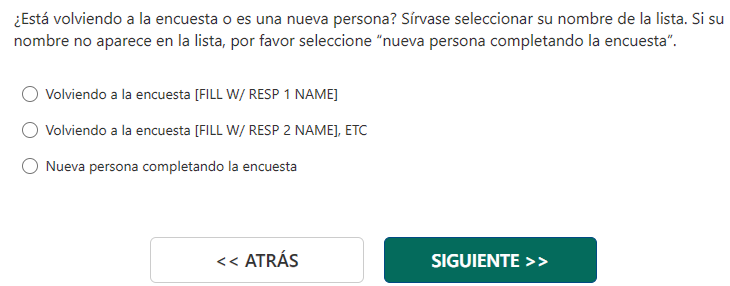 ¿Está volviendo a la encuesta o es una nueva persona? Sírvase seleccionar su nombre de la lista. Si su
nombre no aparece en la lista, por favor seleccione “nueva persona completando la encuesta”.
Volviendo a la encuesta [FILL W/ RESP 1 NAME]
Volviendo a la encuesta [FILL W/ RESP 2 NAME], ETC
Nueva persona completando la encuesta
<< ATRÁS
SIGUIENTE >>